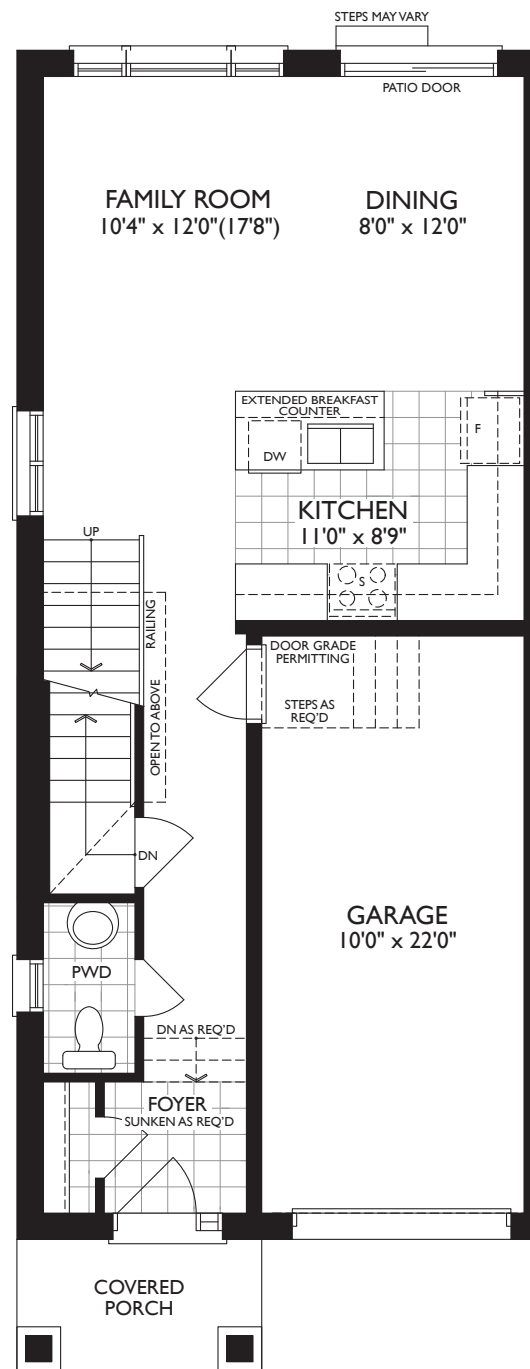 STEPS MAY VARY
PATIO DOOR
FAMILY ROOM
10'4" x 12'0"(17'8")
DINING
8'0" x 12'0"
EXTENDED BREAKFAST
COUNTER
F
DW
KITCHEN
11'0" x 8'9"
UP
S
RAILING
OPEN TO ABOVE
DOOR GRADE
PERMITTING
STEPS AS
REQ'D
DN
GARAGE
10'0" x 22'0"
PWD
DN AS REQ'D
FOYER
SUNKEN AS REQ'D
COVERED
PORCH